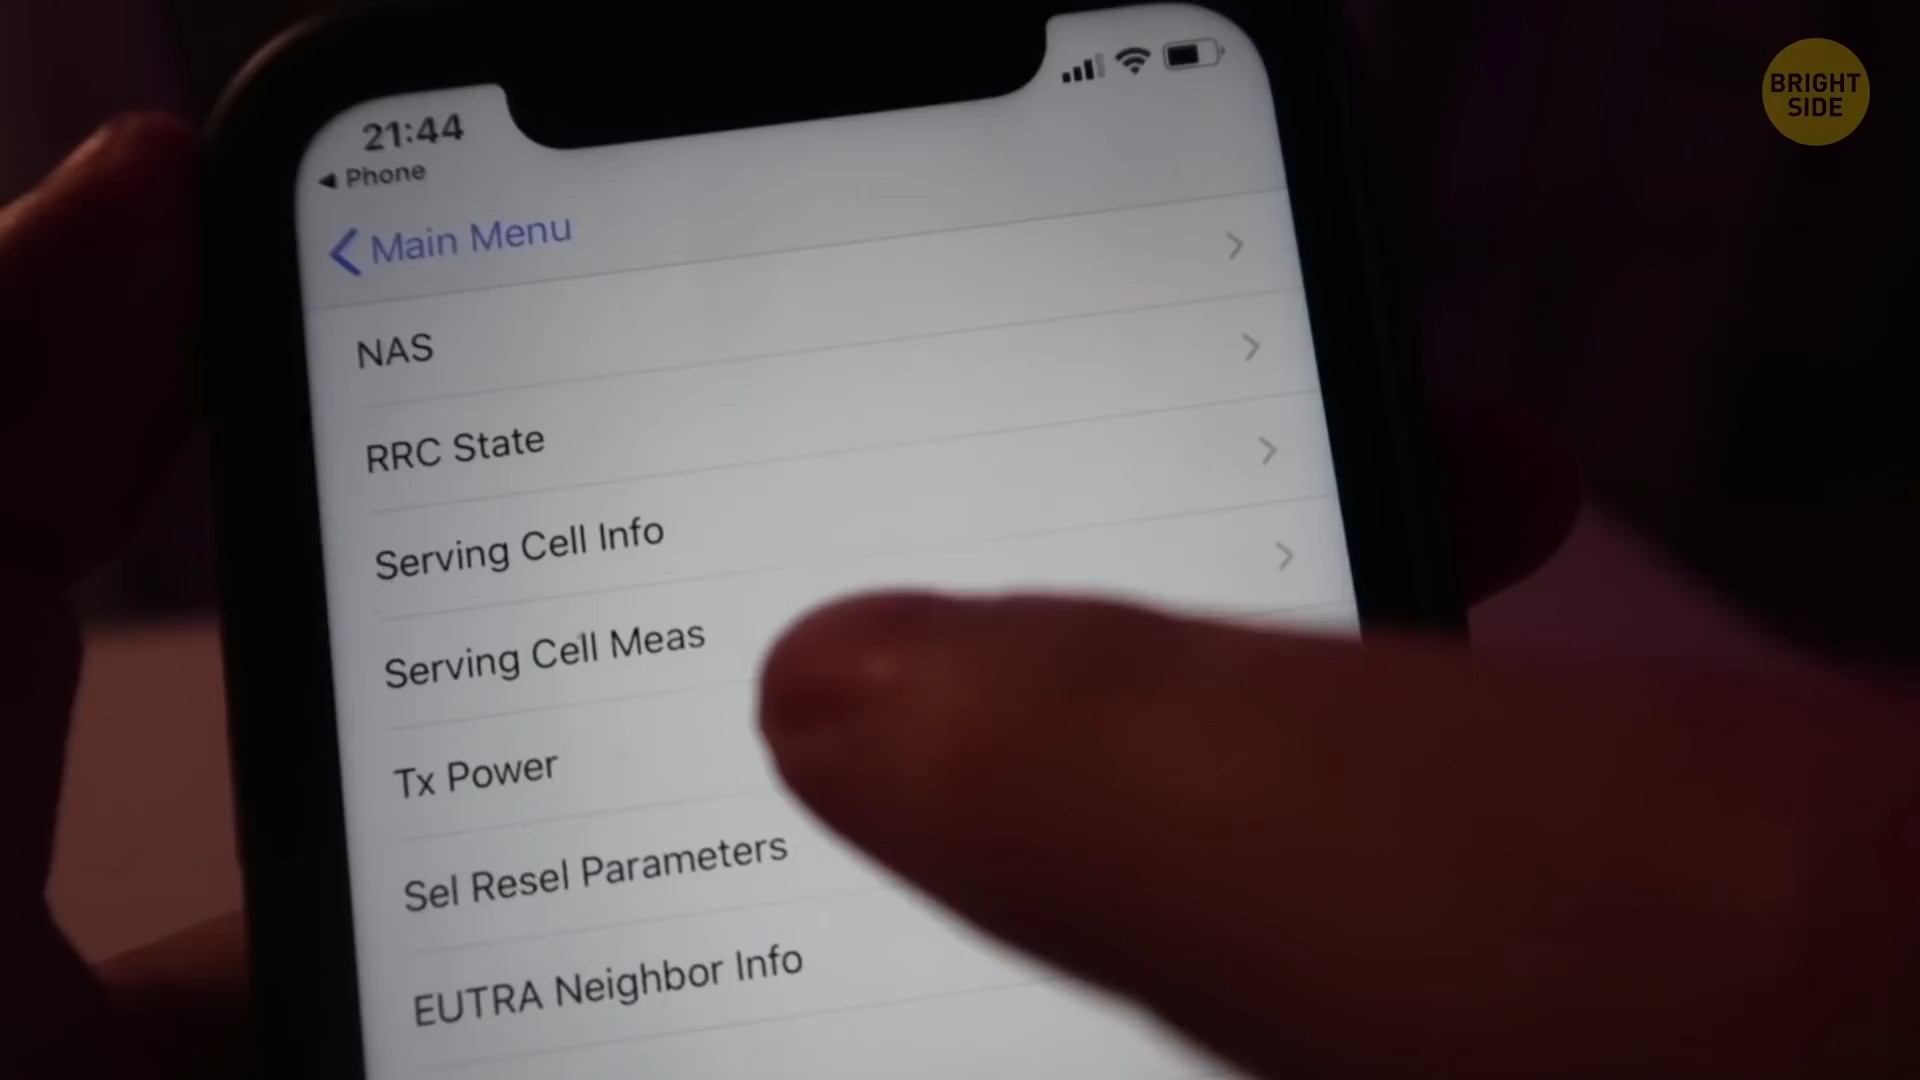 BRIGHT
SIDE
21:44
Phone
Main Menu
NAS
RRC State
Serving Cell Info
Serving Cell Meas
Tx Power
Sel Resel Parameters
EUTRA Neighbor Info